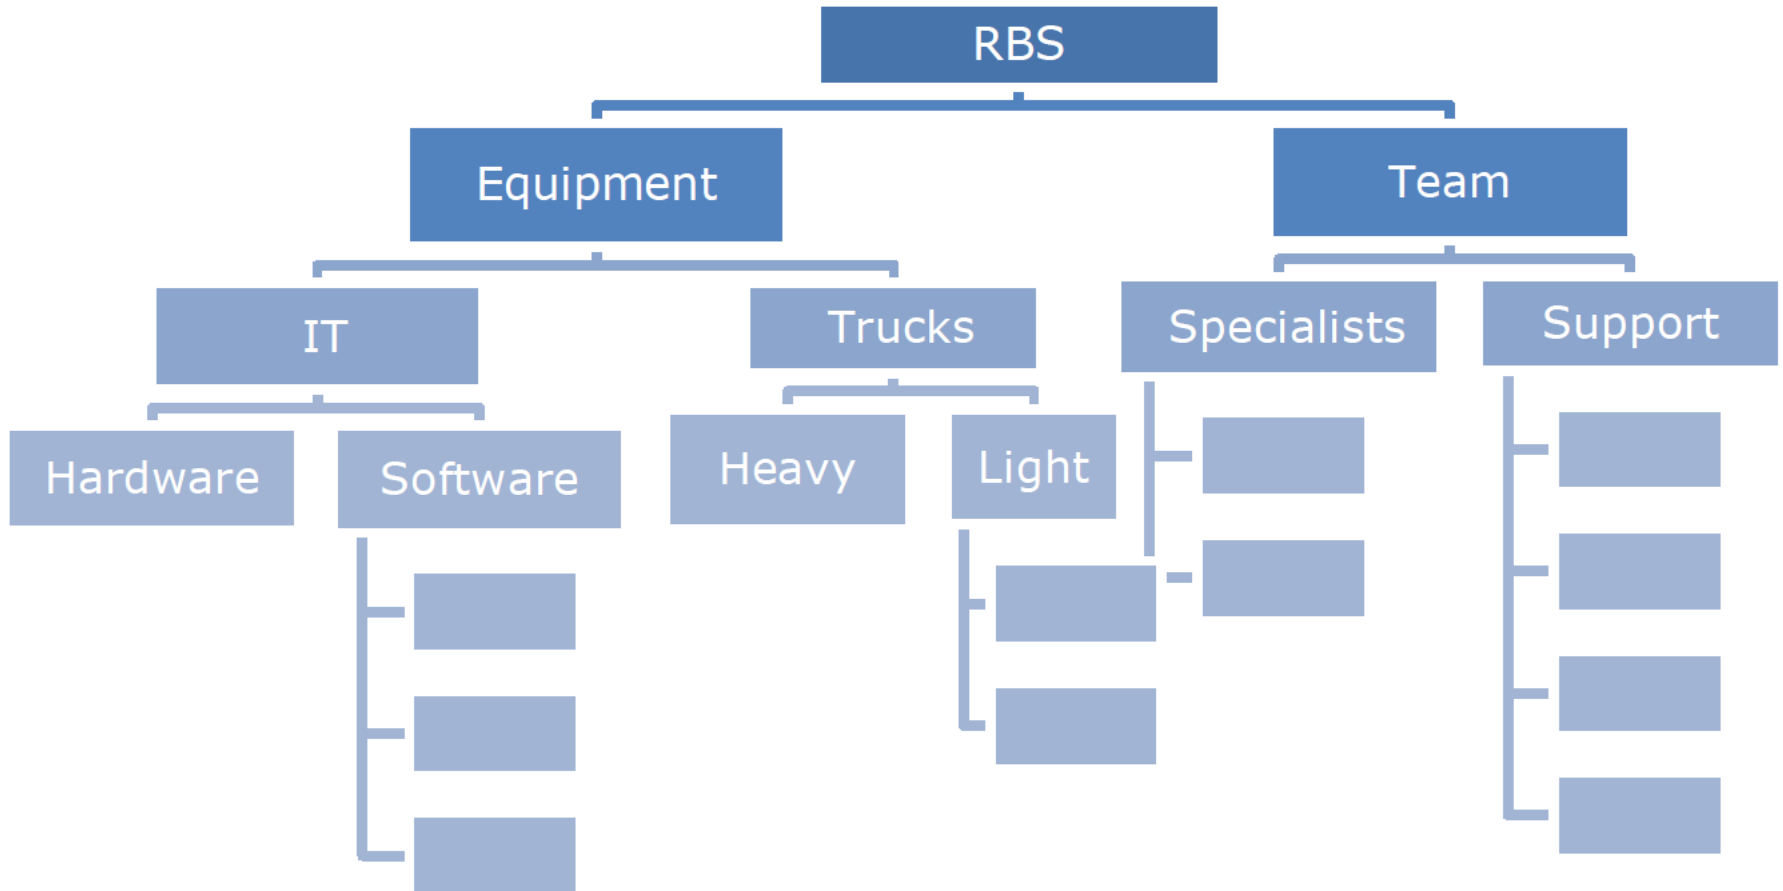 RBS
Equipment
Team
IT
Trucks
Specialists
Support
Hardware
Software
Heavy
Light